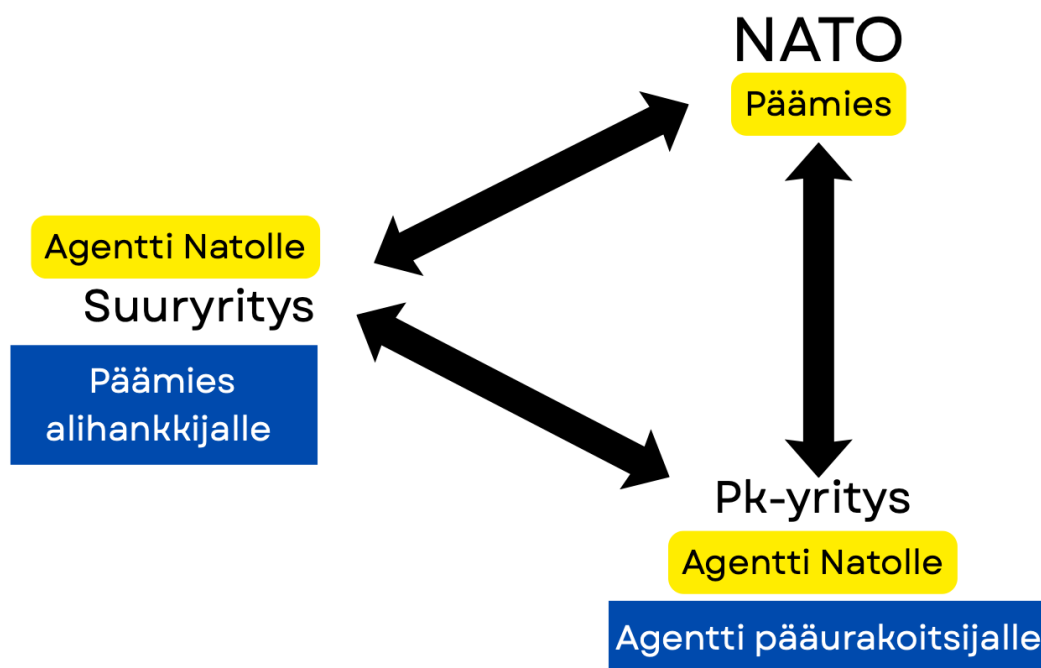 NATO
Päämies
Agentti Natolle
Suuryritys
Päämies
alihankkijalle
Pk-yritys
Agentti Natolle
Agentti pääurakoitsijalle